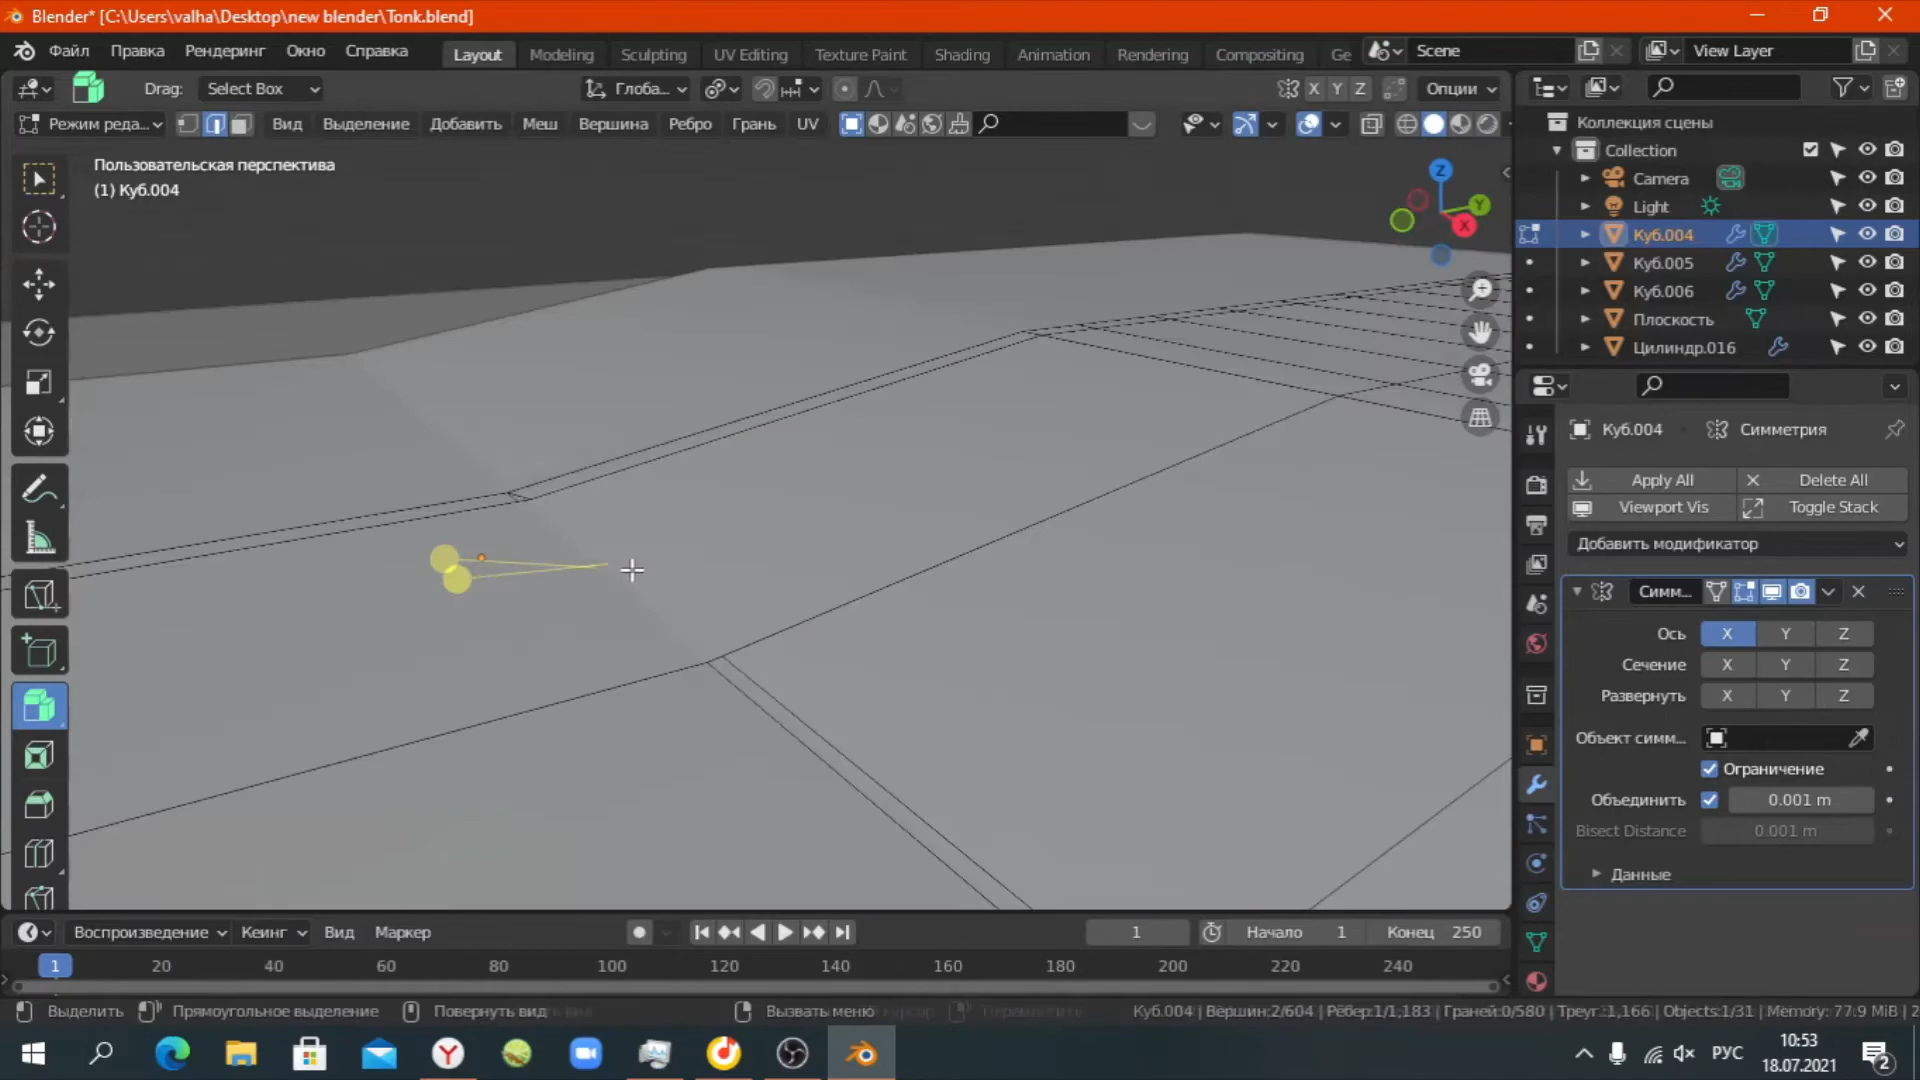 Blender* [C:\Users\valha\Desktop\new blender\Tonk.blend]
Файл Правка Рендеринг Окно Справка Layout Modeling Sculpting UV Editing Texture Paint Shading Animation Rendering Compositing Ge Scene View Layer
Drag: Select Box Глоба... X Y Z Опции
Режим реда... Вид Выделение Добавить Меш Вершина Ребро Грань UV
Пользовательская перспектива
(1) Куб.004
Z
Y
X
Коллекция сцены
Collection
Camera
Light
Куб.004
Куб.005
Куб.006
Плоскость
Цилиндр.016
Куб.004 Симметрия
Apply All Delete All
Viewport Vis Toggle Stack
Добавить модификатор
Симм...
Ось X Y Z
Сечение X Y Z
Развернуть X Y Z
Объект симм...
Ограничение
Объединить 0.001 m
Bisect Distance 0.001 m
Данные
Воспроизведение Кеинг Вид Маркер 1 Начало 1 Конец 250
1 20 40 60 80 100 120 140 160 180 200 220 240
Выделить Прямоугольное выделение Повернуть вид Вызвать меню Куб.004 | Вершин:2/604 | Рёбер:1/1,183 | Граней:0/580 | Треуг.:1,166 | Objects:1/31 | Memory: 77.9 MiB | 2
РУС 10:53
18.07.2021
2